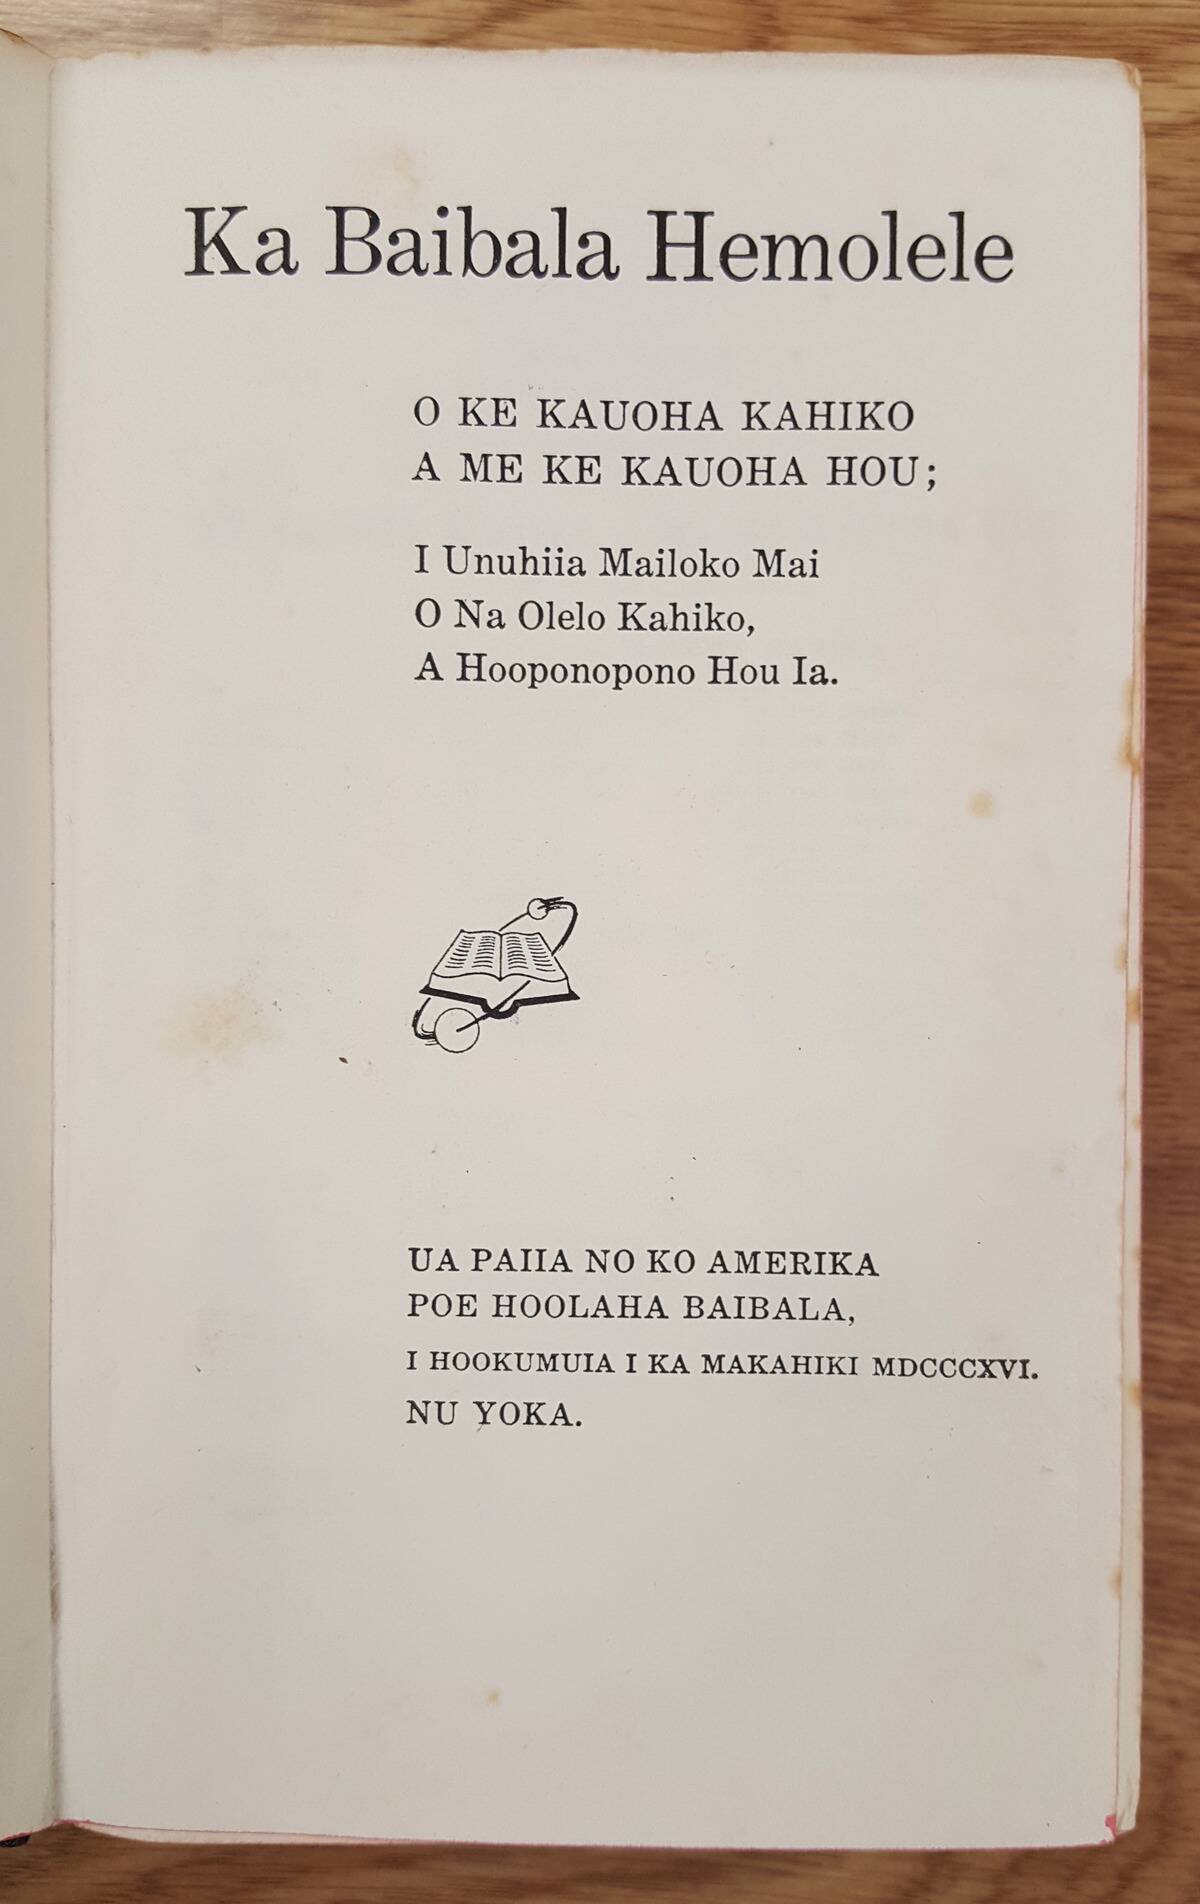 Ka Baibala Hemolele
O KE KAUOHA KAHIKO
A ME KE KAUOHA HOU;
I Unuhiia Mailoko Mai
O Na Olelo Kahiko,
A Hooponopono Hou Ia.
UA PAIIA NO KO AMERIKA
POE HOOLAHA BAIBALA,
I HOOKUMUIA I KA MAKAHIKI MDCCCXVI.
NU YOKA.